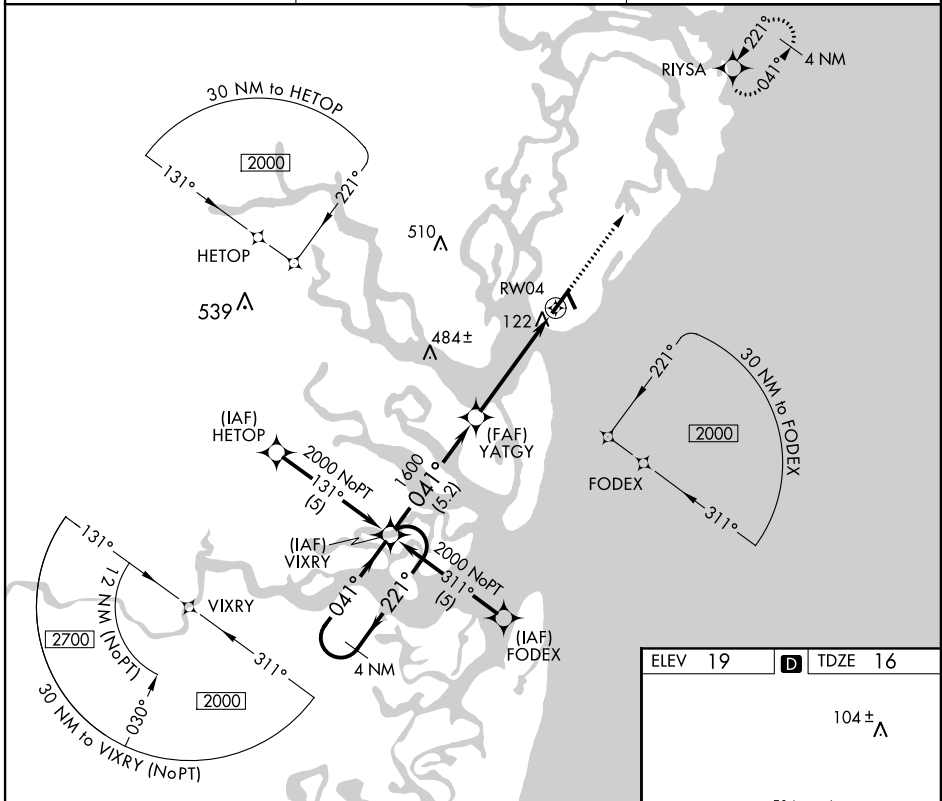 221°
4 NM
RIYSA
041°
30 NM to HETOP
2000
131°
221°
HETOP
510
539
RW04
122
484±
221°
30 NM to FODEX
2000
FODEX
311°
(FAF)
YATGY
(IAF)
HETOP
2000 NoPT
131°
(5)
1600
041°
(5.2)
(IAF)
VIXRY
2000 NoPT
311°
(5)
041°
221°
4 NM
(IAF)
FODEX
131°
12 NM (NoPT)
VIXRY
2700
311°
2000
030°
30 NM to VIXRY (NoPT)
ELEV 19 D TDZE 16
104±